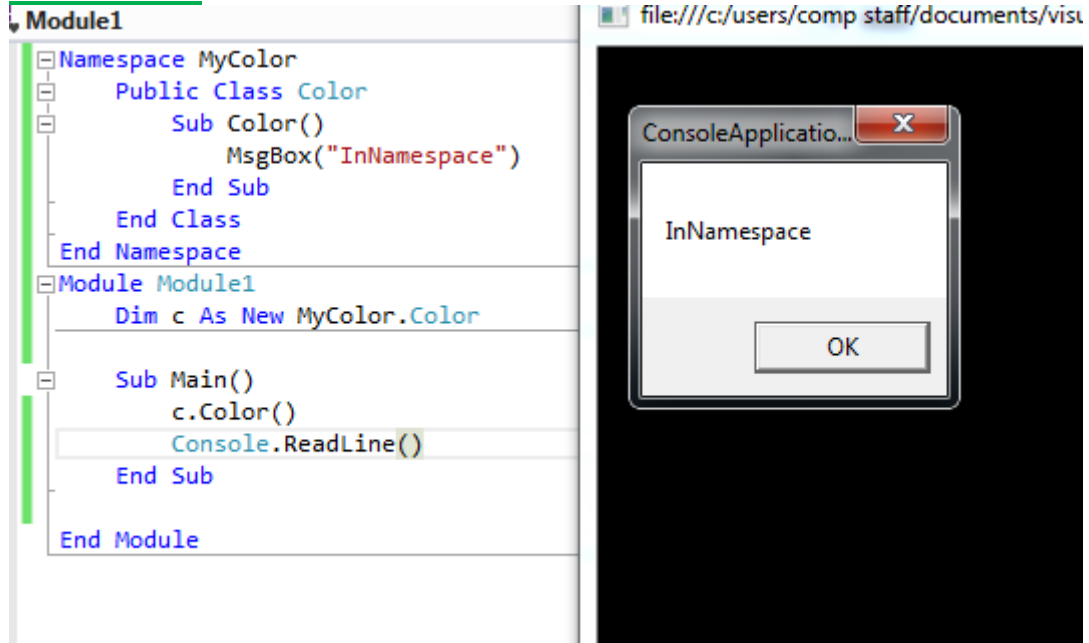 Module1
Namespace MyColor
Public Class Color
Sub Color()
MsgBox("InNamespace")
End Sub
End Class
End Namespace
Module Module1
Dim c As New MyColor.Color
Sub Main()
c.Color()
Console.ReadLine()
End Sub
End Module
file:///c:/users/comp staff/documents/visu
ConsoleApplicatio...
InNamespace
OK